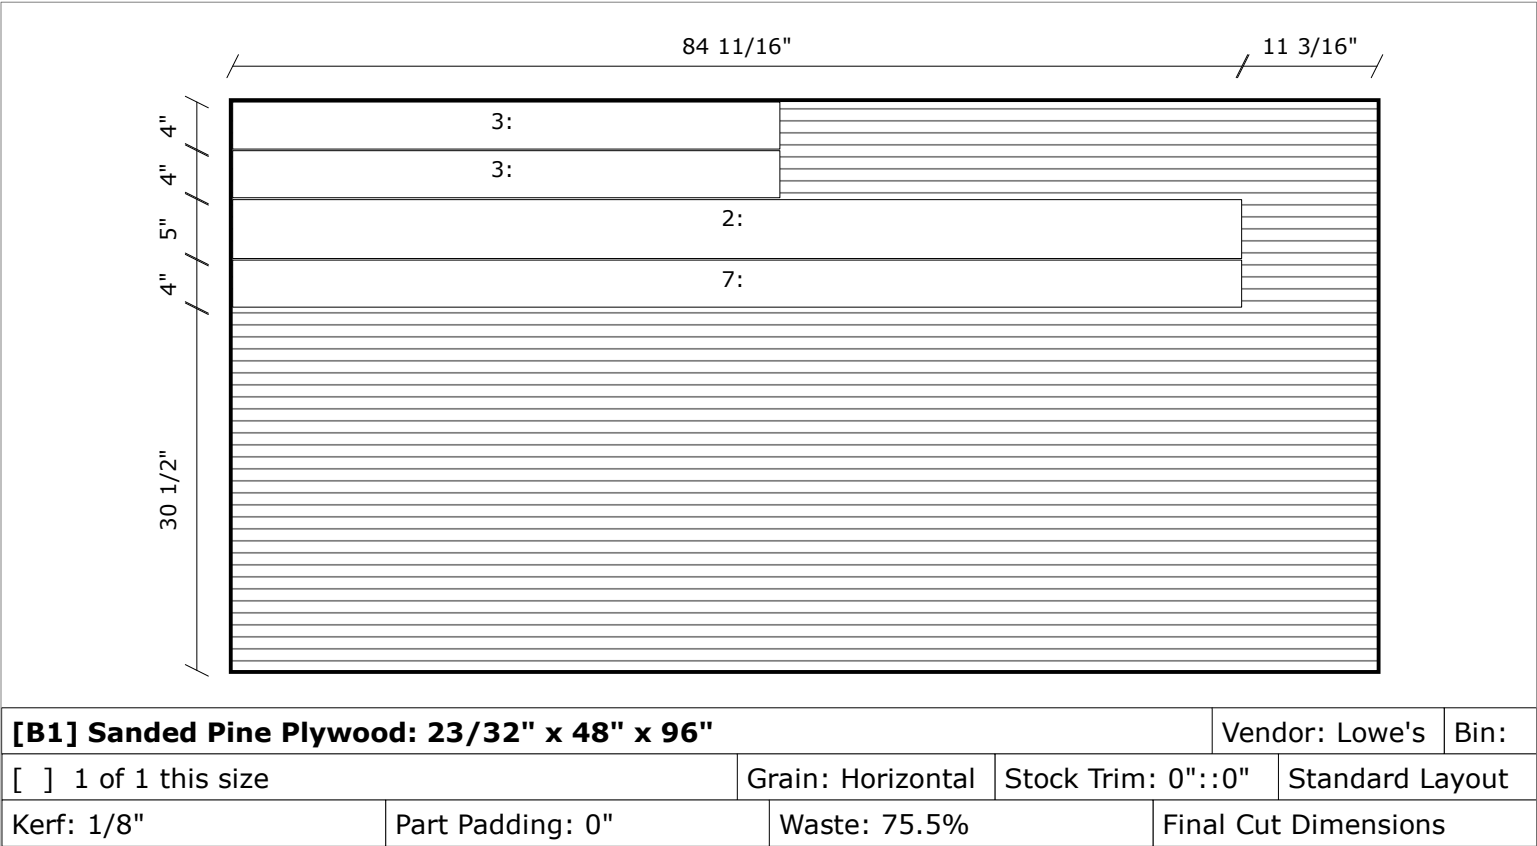 84 11/16" 11 3/16"
4"
3:
4"
3:
5"
2:
4"
7:
30 1/2"
[B1] Sanded Pine Plywood: 23/32" x 48" x 96" Vendor: Lowe's Bin:
[ ] 1 of 1 this size Grain: Horizontal Stock Trim: 0"::0" Standard Layout
Kerf: 1/8" Part Padding: 0" Waste: 75.5% Final Cut Dimensions